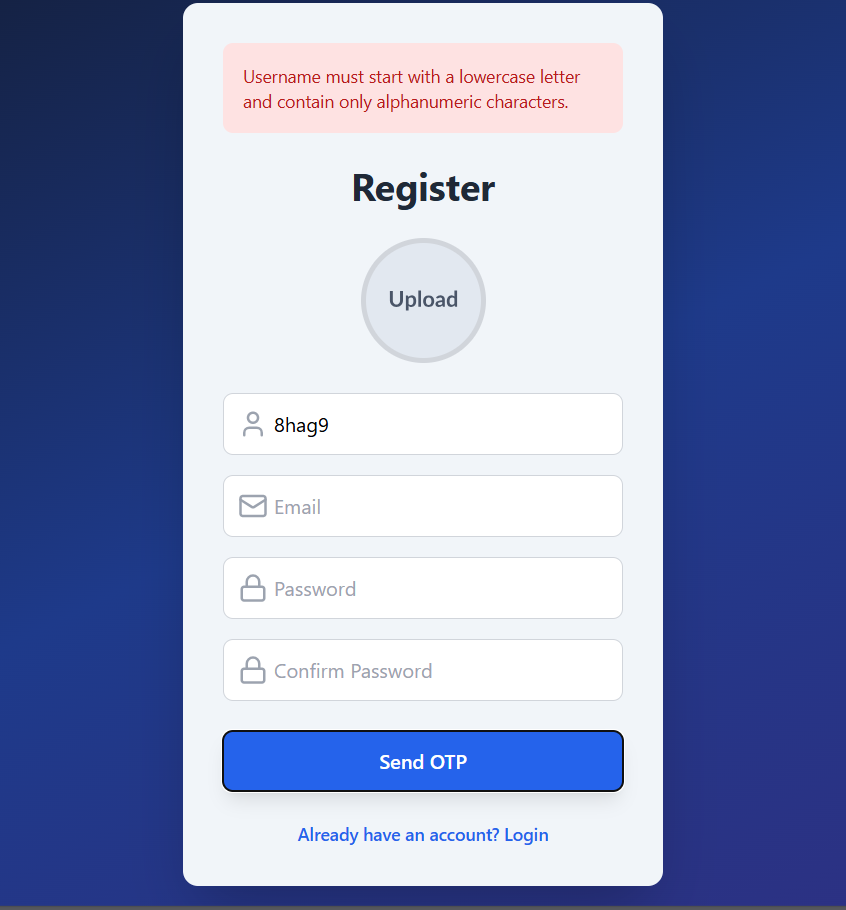 Username must start with a lowercase letter
and contain only alphanumeric characters.
Register
Upload
8hag9
Email
Password
Confirm Password
Send OTP
Already have an account? Login